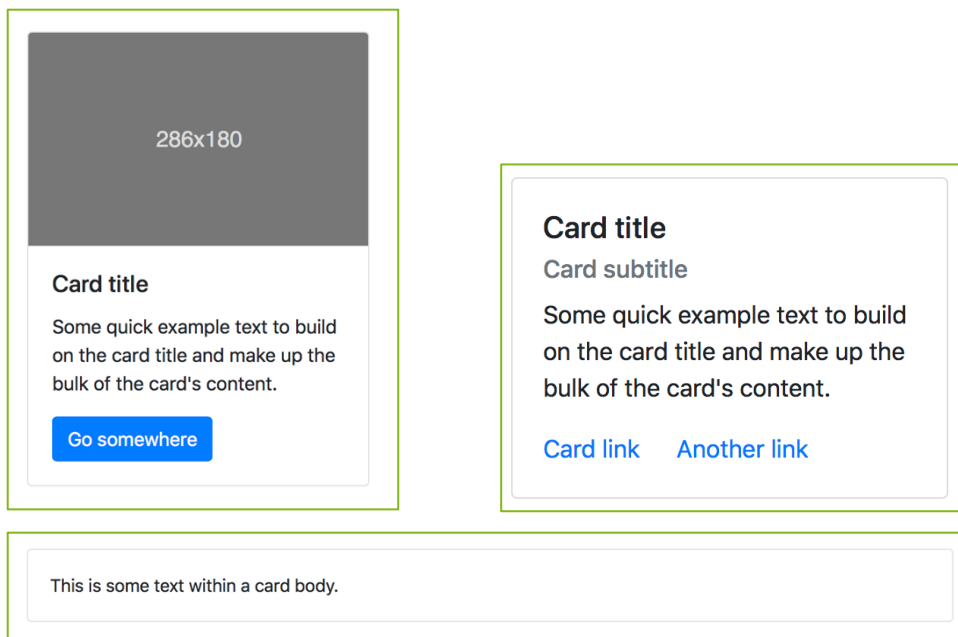 286x180
Card title
Some quick example text to build
on the card title and make up the
bulk of the card's content.
Go somewhere
Card title
Card subtitle
Some quick example text to build
on the card title and make up the
bulk of the card's content.
Card link Another link
This is some text within a card body.